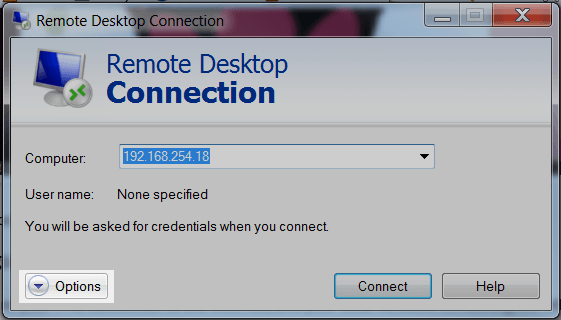 Remote Desktop Connection
Remote Desktop
Connection
Computer: 192.168.254.18
User name: None specified
You will be asked for credentials when you connect.
Options Connect Help